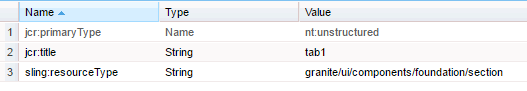 Name Type Value
1 jcr:primaryType Name nt:unstructured
2 jcr:title String tab1
3 sling:resourceType String granite/ui/components/foundation/section